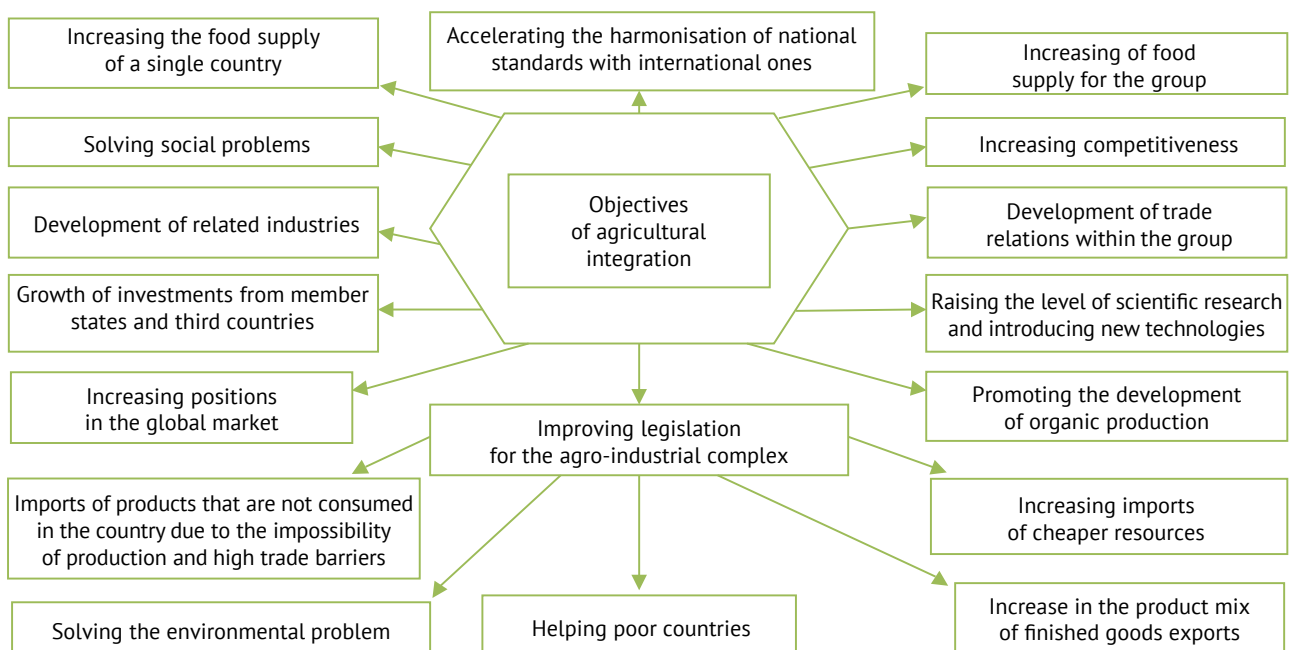 Increasing the food supply
of a single country
Accelerating the harmonisation of national
standards with international ones
Increasing of food
supply for the group
Solving social problems
Increasing competitiveness
Objectives
of agricultural
integration
Development of related industries
Development of trade
relations within the group
Growth of investments from member
states and third countries
Raising the level of scientific research
and introducing new technologies
Increasing positions
in the global market
Promoting the development
of organic production
Improving legislation
for the agro-industrial complex
Imports of products that are not consumed
in the country due to the impossibility
of production and high trade barriers
Increasing imports
of cheaper resources
Solving the environmental problem
Helping poor countries
Increase in the product mix
of finished goods exports